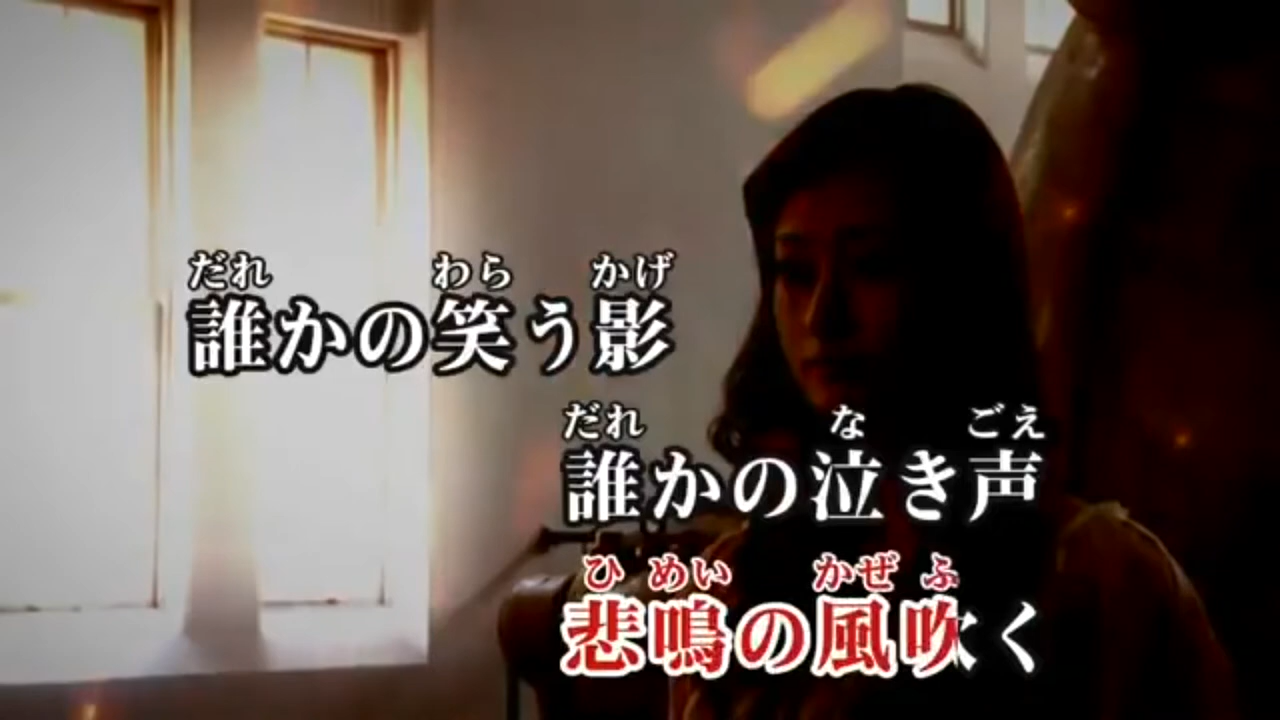 だれ わら かげ
誰かの笑う影
だれ な ごえ
誰かの泣き声
ひ めい かぜ ふ
悲鳴の風吹く